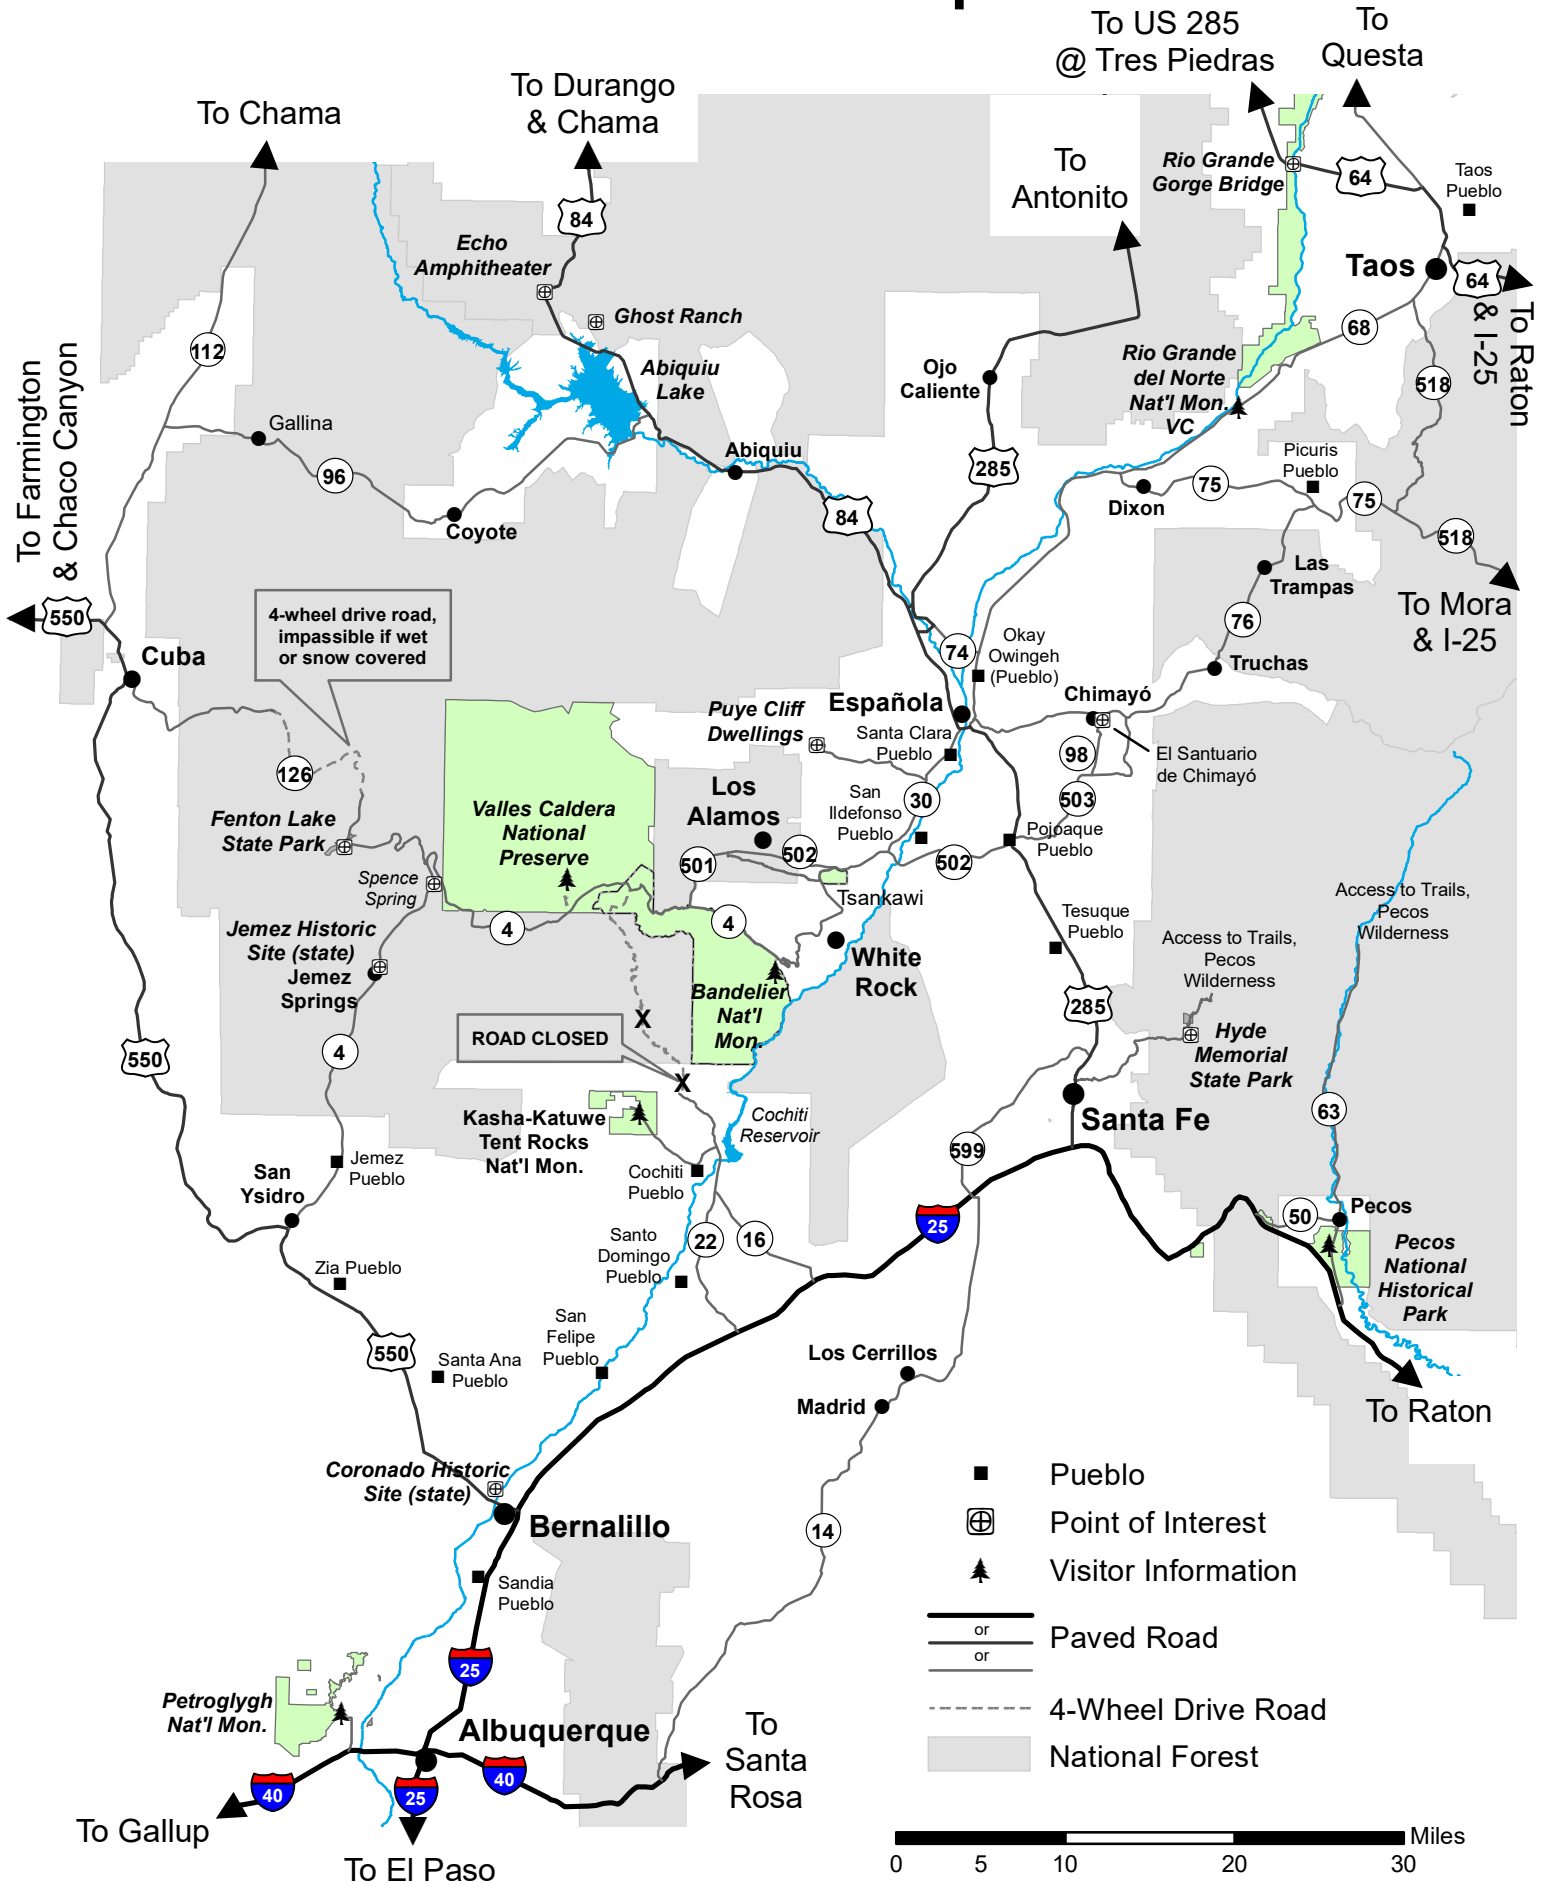 To US 285
@ Tres Piedras
To
Questa
To Durango
& Chama
To Chama
To
Antonito
Rio Grande
Gorge Bridge
64
Taos
Pueblo
84
Echo
Amphitheater
Taos
64
To Raton
& I-25
Ghost Ranch
68
112
Abiquiu
Lake
Ojo
Caliente
Rio Grande
del Norte
Nat'l Mon.
VC
518
To Farmington
& Chaco Canyon
Gallina
96
Abiquiu
285
Picuris
Pueblo
75
Dixon
75
Coyote
84
518
Las
Trampas
To Mora
& I-25
550
4-wheel drive road,
impassible if wet
or snow covered
76
Cuba
74
Okay
Owingeh
(Pueblo)
Truchas
Chimayó
Española
Puye Cliff
Dwellings
Santa Clara
Pueblo
98
El Santuario
de Chimayó
126
Los
Alamos
San
Ildefonso
Pueblo
30
503
Valles Caldera
National
Preserve
Fenton Lake
State Park
Pojoaque
Pueblo
501
502
502
Spence
Spring
Tsankawi
Access to Trails,
Pecos
Wilderness
4
4
Tesuque
Pueblo
Jemez Historic
Site (state)
Jemez
Springs
White
Rock
Access to Trails,
Pecos
Wilderness
Bandelier
Nat'l
Mon.
285
X
ROAD CLOSED
Hyde
Memorial
State Park
550
4
X
Santa Fe
63
Kasha-Katuwe
Tent Rocks
Nat'l Mon.
Cochiti
Reservoir
599
Jemez
Pueblo
San
Ysidro
Cochiti
Pueblo
50
Pecos
25
22
16
Santo
Domingo
Pueblo
Pecos
National
Historical
Park
Zia Pueblo
San
Felipe
Pueblo
550
Santa Ana
Pueblo
Los Cerrillos
Madrid
To Raton
Coronado Historic
Site (state)
Pueblo
Bernalillo
14
Point of Interest
Visitor Information
Sandia
Pueblo
or
or
Paved Road
25
Petroglygh
Nat'l Mon.
Albuquerque
To
Santa
Rosa
4-Wheel Drive Road
National Forest
40
25
40
To Gallup
To El Paso
Miles
0 5 10 20 30